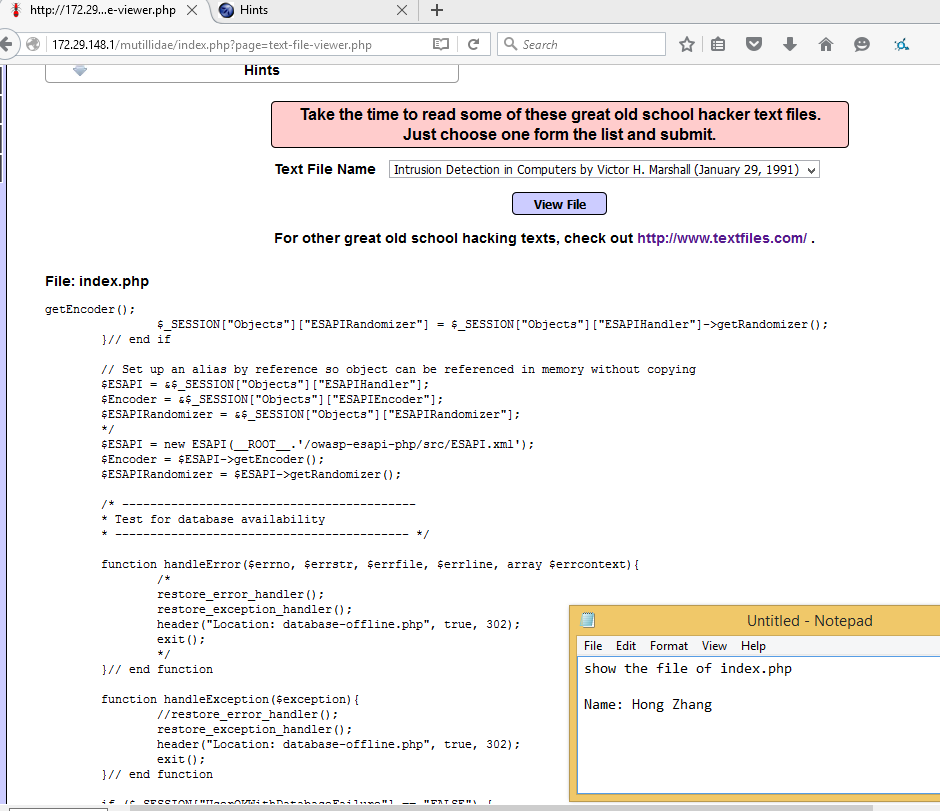 http://172.29...e-viewer.php
Hints
172.29.148.1/mutillidae/index.php?page=text-file-viewer.php
Search
Hints
Take the time to read some of these great old school hacker text files.
Just choose one form the list and submit.
Text File Name Intrusion Detection in Computers by Victor H. Marshall (January 29, 1991)
View File
For other great old school hacking texts, check out http://www.textfiles.com/ .
File: index.php
getEncoder();
$_SESSION["Objects"]["ESAPIRandomizer"] = $_SESSION["Objects"]["ESAPIHandler"]->getRandomizer();
}// end if
// Set up an alias by reference so object can be referenced in memory without copying
$ESAPI = &$_SESSION["Objects"]["ESAPIHandler"];
$Encoder = &$_SESSION["Objects"]["ESAPIEncoder"];
$ESAPIRandomizer = &$_SESSION["Objects"]["ESAPIRandomizer"];
*/
$ESAPI = new ESAPI(__ROOT__.'/owasp-esapi-php/src/ESAPI.xml');
$Encoder = $ESAPI->getEncoder();
$ESAPIRandomizer = $ESAPI->getRandomizer();
/* ------------------------------------------
* Test for database availability
* ------------------------------------------ */
function handleError($errno, $errstr, $errfile, $errline, array $errcontext){
/*
restore_error_handler();
restore_exception_handler();
header("Location: database-offline.php", true, 302);
exit();
*/
}// end function
function handleException($exception){
//restore_error_handler();
restore_exception_handler();
header("Location: database-offline.php", true, 302);
exit();
}// end function
if ($_SESSION["UserOKWithDatabaseFailure"] == "FALSE") {
Untitled - Notepad
File Edit Format View Help
show the file of index.php
Name: Hong Zhang